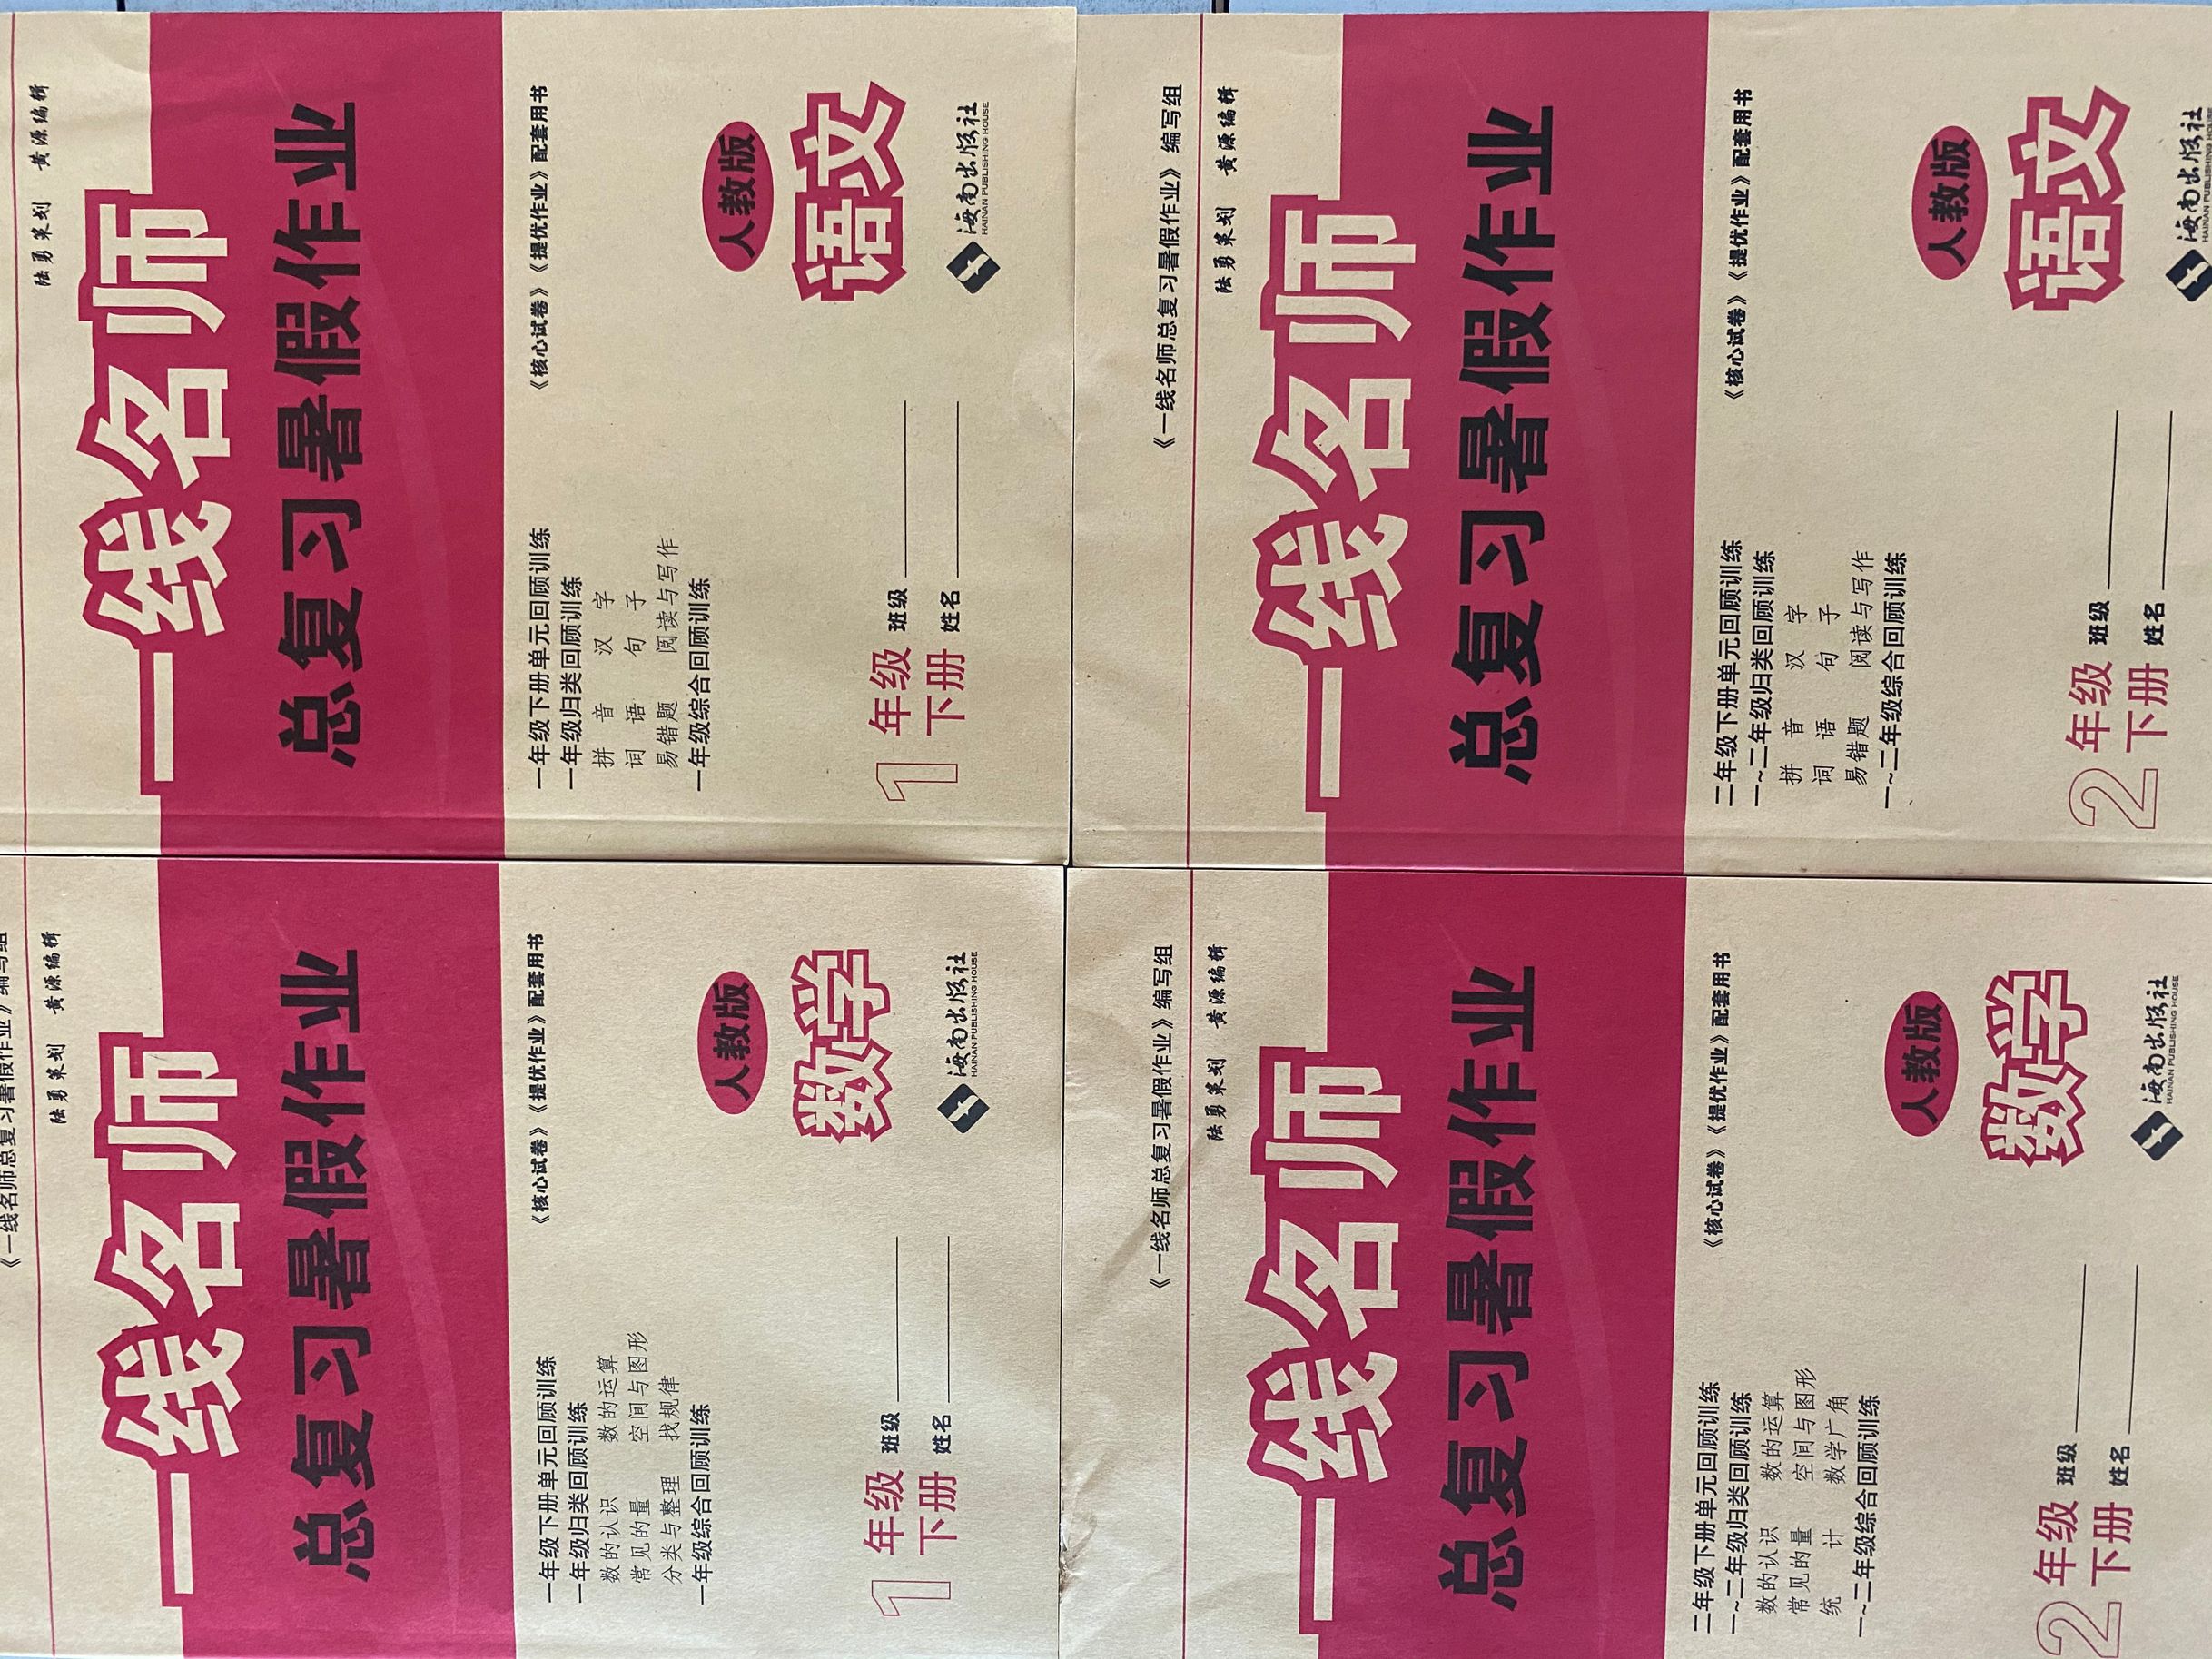 陆勇策划 黄源编辑
一线名师
总复习暑假作业
《核心试卷》《提优作业》配套用书
一年级下册单元回顾训练
一年级归类回顾训练
拼音 汉字
词语 句子
易错题 阅读与写作
一年级综合回顾训练
人教版
语文
1年级下册
班级
姓名
海南出版社
HAINAN PUBLISHING HOUSE
《一线名师总复习暑假作业》编写组
陆勇策划 黄源编辑
一线名师
总复习暑假作业
《核心试卷》《提优作业》配套用书
一年级下册单元回顾训练
一年级归类回顾训练
数的认识 数的运算
常见的量 空间与图形
分类与整理 找规律
一年级综合回顾训练
人教版
数学
1年级下册
班级
姓名
海南出版社
HAINAN PUBLISHING HOUSE
《一线名师总复习暑假作业》编写组
陆勇策划 黄源编辑
一线名师
总复习暑假作业
《核心试卷》《提优作业》配套用书
二年级下册单元回顾训练
一~二年级归类回顾训练
拼音 汉字
词语 句子
易错题 阅读与写作
一~二年级综合回顾训练
人教版
语文
2年级下册
班级
姓名
海南出版社
HAINAN PUBLISHING HOUSE
《一线名师总复习暑假作业》编写组
陆勇策划 黄源编辑
一线名师
总复习暑假作业
《核心试卷》《提优作业》配套用书
二年级下册单元回顾训练
一~二年级归类回顾训练
数的认识 数的运算
常见的量 空间与图形
统计 数学广角
一~二年级综合回顾训练
人教版
数学
2年级下册
班级
姓名
海南出版社
HAINAN PUBLISHING HOUSE